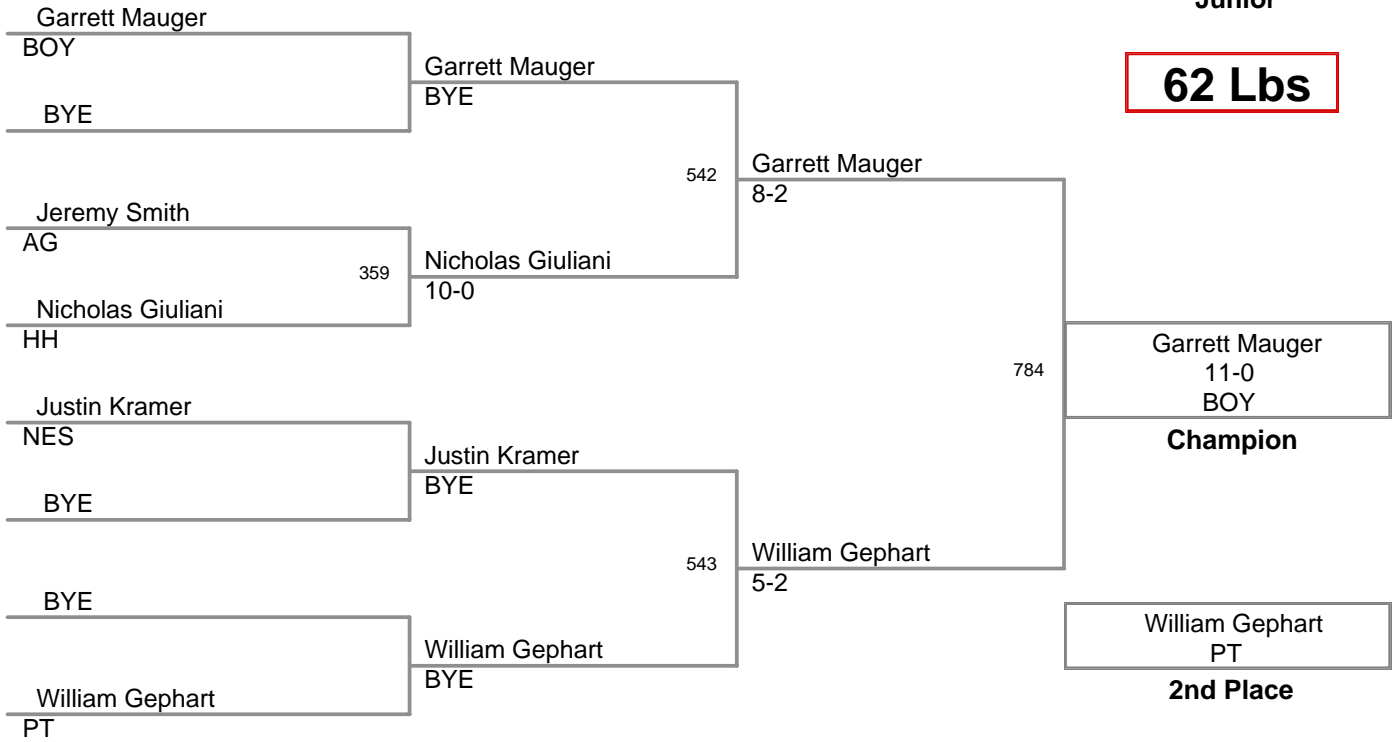 Junior
62 Lbs
Garrett Mauger
BOY
BYE
Jeremy Smith
AG
Nicholas Giuliani
HH
Justin Kramer
NES
BYE
BYE
William Gephart
PT
Garrett Mauger
BYE
359
Nicholas Giuliani
10-0
Justin Kramer
BYE
William Gephart
BYE
542
Garrett Mauger
8-2
543
William Gephart
5-2
784
Garrett Mauger
11-0
BOY
Champion
William Gephart
PT
2nd Place